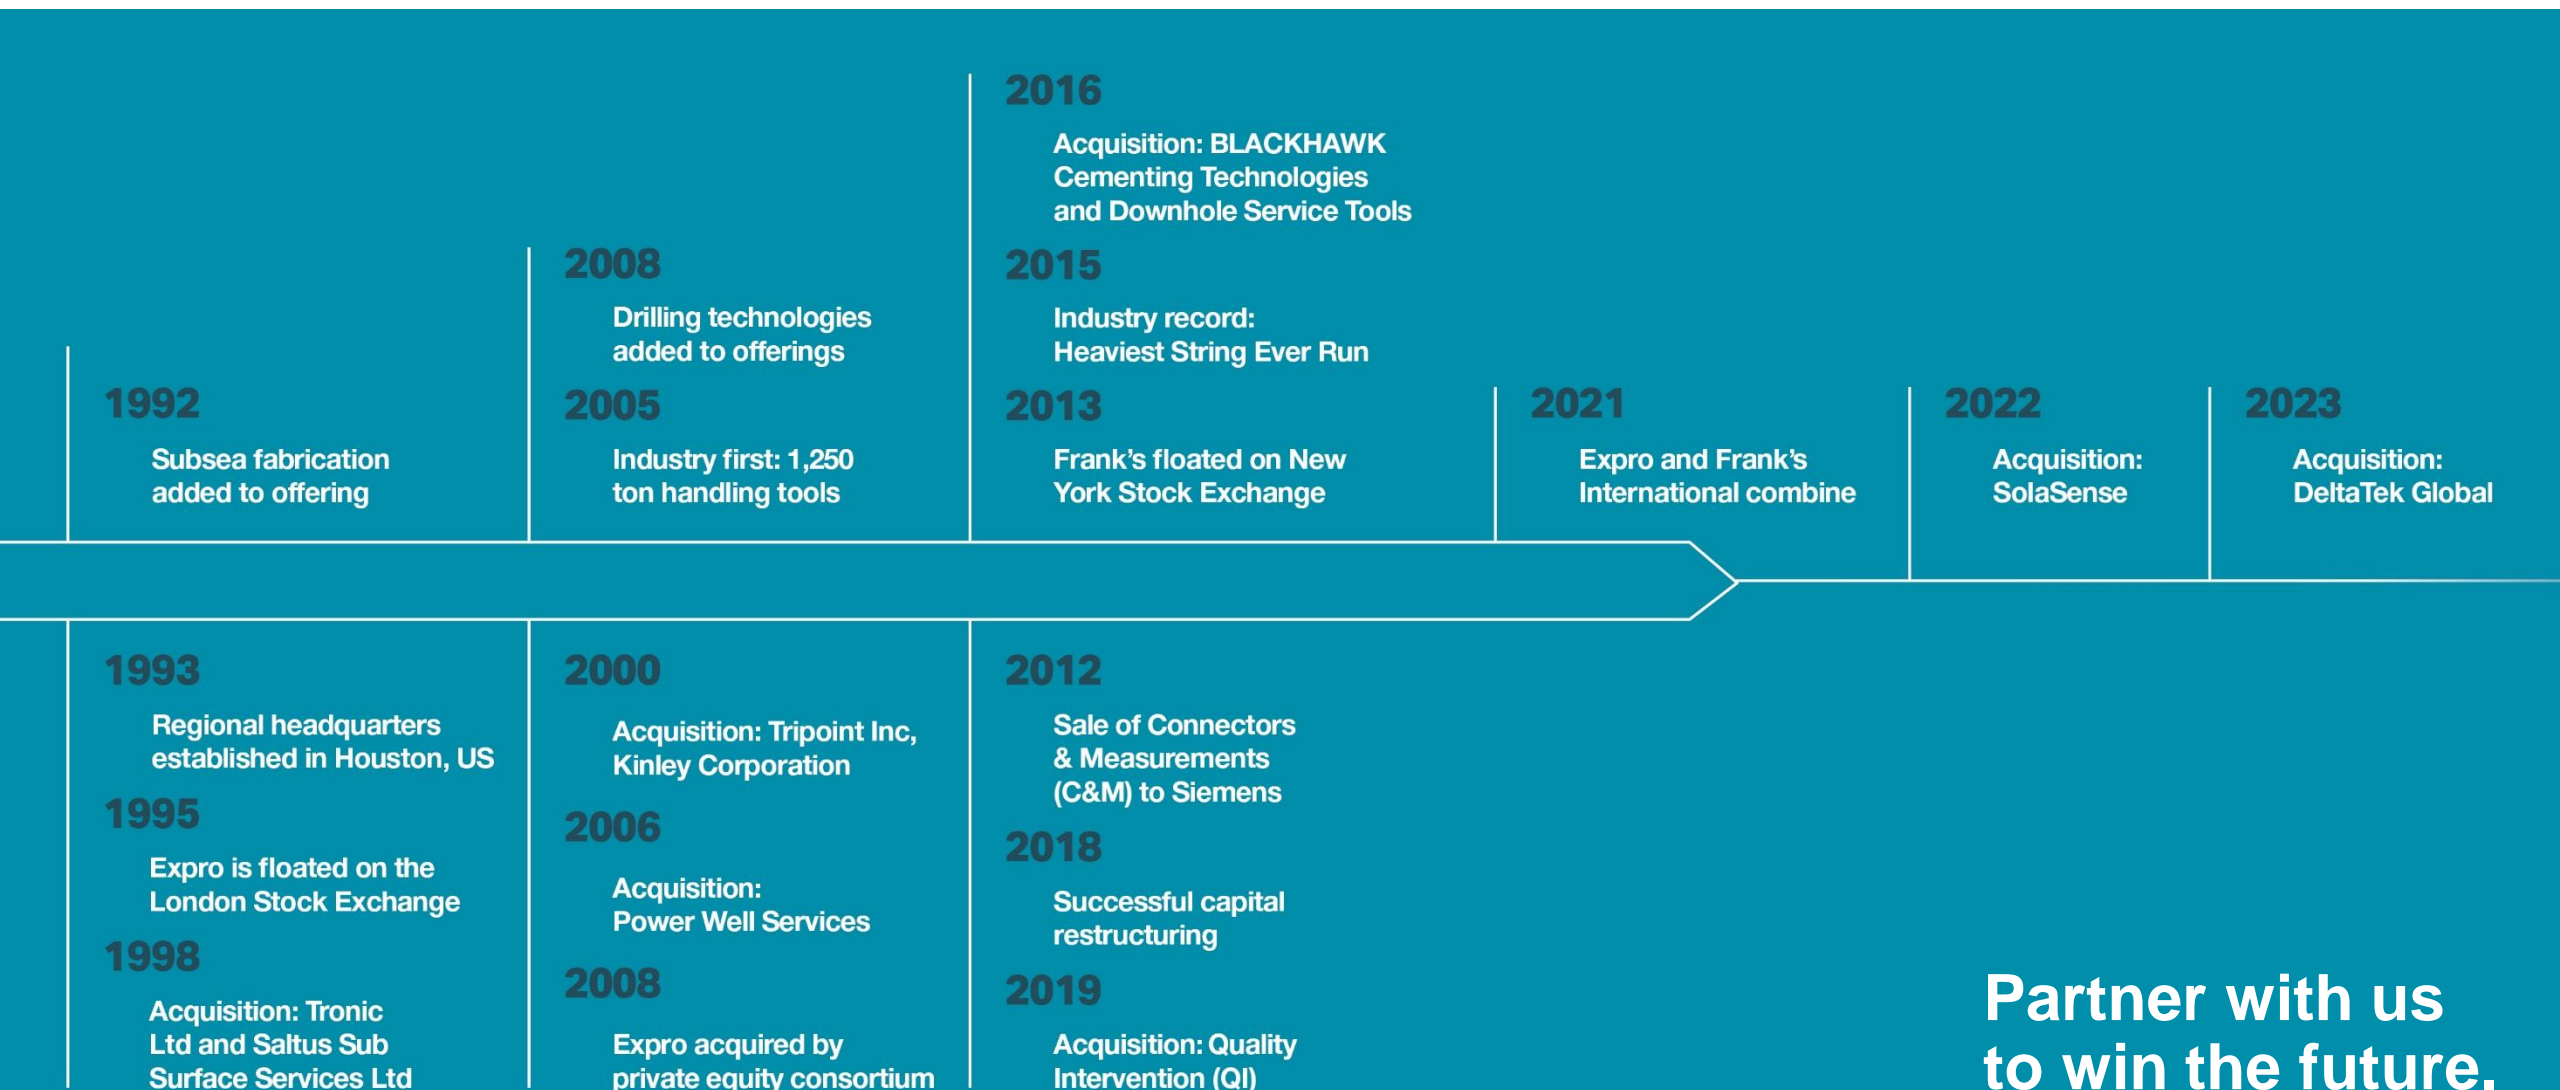 2016
Acquisition: BLACKHAWK
Cementing Technologies
and Downhole Service Tools
2008
Drilling technologies
added to offerings
2015
Industry record:
Heaviest String Ever Run
1992
Subsea fabrication
added to offering
2005
Industry first: 1,250
ton handling tools
2013
Frank’s floated on New
York Stock Exchange
2021
Expro and Frank’s
International combine
2022
Acquisition:
SolaSense
2023
Acquisition:
DeltaTek Global
1993
Regional headquarters
established in Houston, US
1995
Expro is floated on the
London Stock Exchange
1998
Acquisition: Tronic
Ltd and Saltus Sub
Surface Services Ltd
2000
Acquisition: Tripoint Inc,
Kinley Corporation
2006
Acquisition:
Power Well Services
2008
Expro acquired by
private equity consortium
2012
Sale of Connectors
& Measurements
(C&M) to Siemens
2018
Successful capital
restructuring
2019
Acquisition: Quality
Intervention (QI)
Partner with us
to win the future.